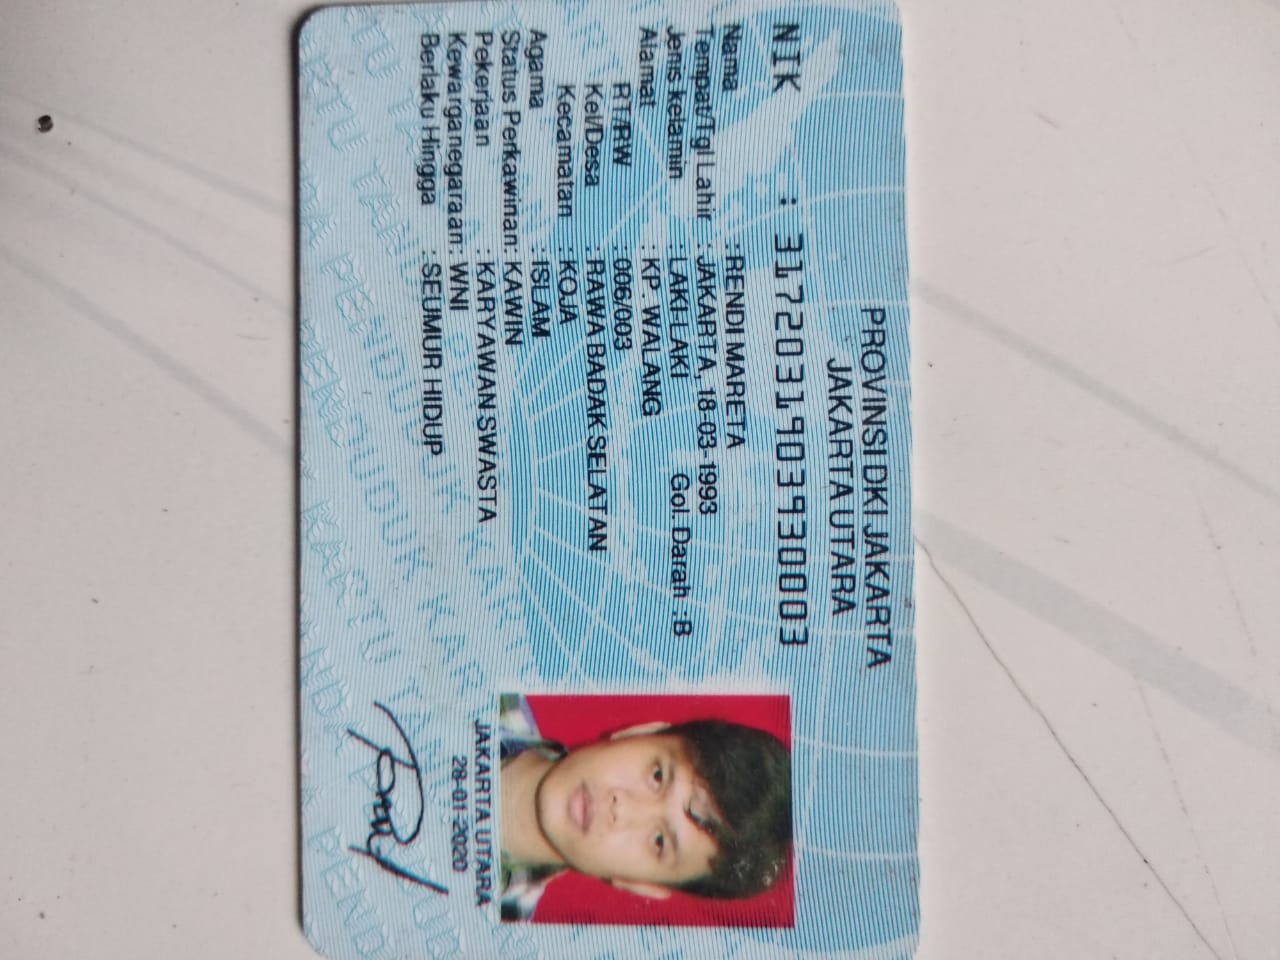 PROVINSI DKI JAKARTA
JAKARTA UTARA
NIK : 3172031903930003
Nama : RENDI MARETA
Tempat/Tgl Lahir : JAKARTA, 18-03-1993
Jenis kelamin : LAKI-LAKI Gol. Darah : B
Alamat : KP. WALANG
RT/RW : 006/003
Kel/Desa : RAWA BADAK SELATAN
Kecamatan : KOJA
Agama : ISLAM
Status Perkawinan: KAWIN
Pekerjaan : KARYAWAN SWASTA
Kewarganegaraan: WNI
Berlaku Hingga : SEUMUR HIDUP
JAKARTA UTARA
28-01-2020